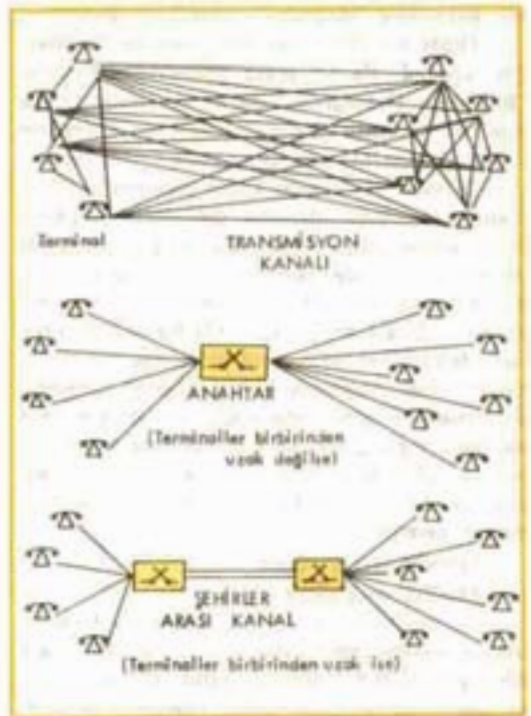 Terminal
TRANSMİSYON
KANALI
ANAHTAR
(Terminaller birbirinden
uzak değilse)
ŞEHİRLER
ARASI KANAL
(Terminaller birbirinden uzak ise)